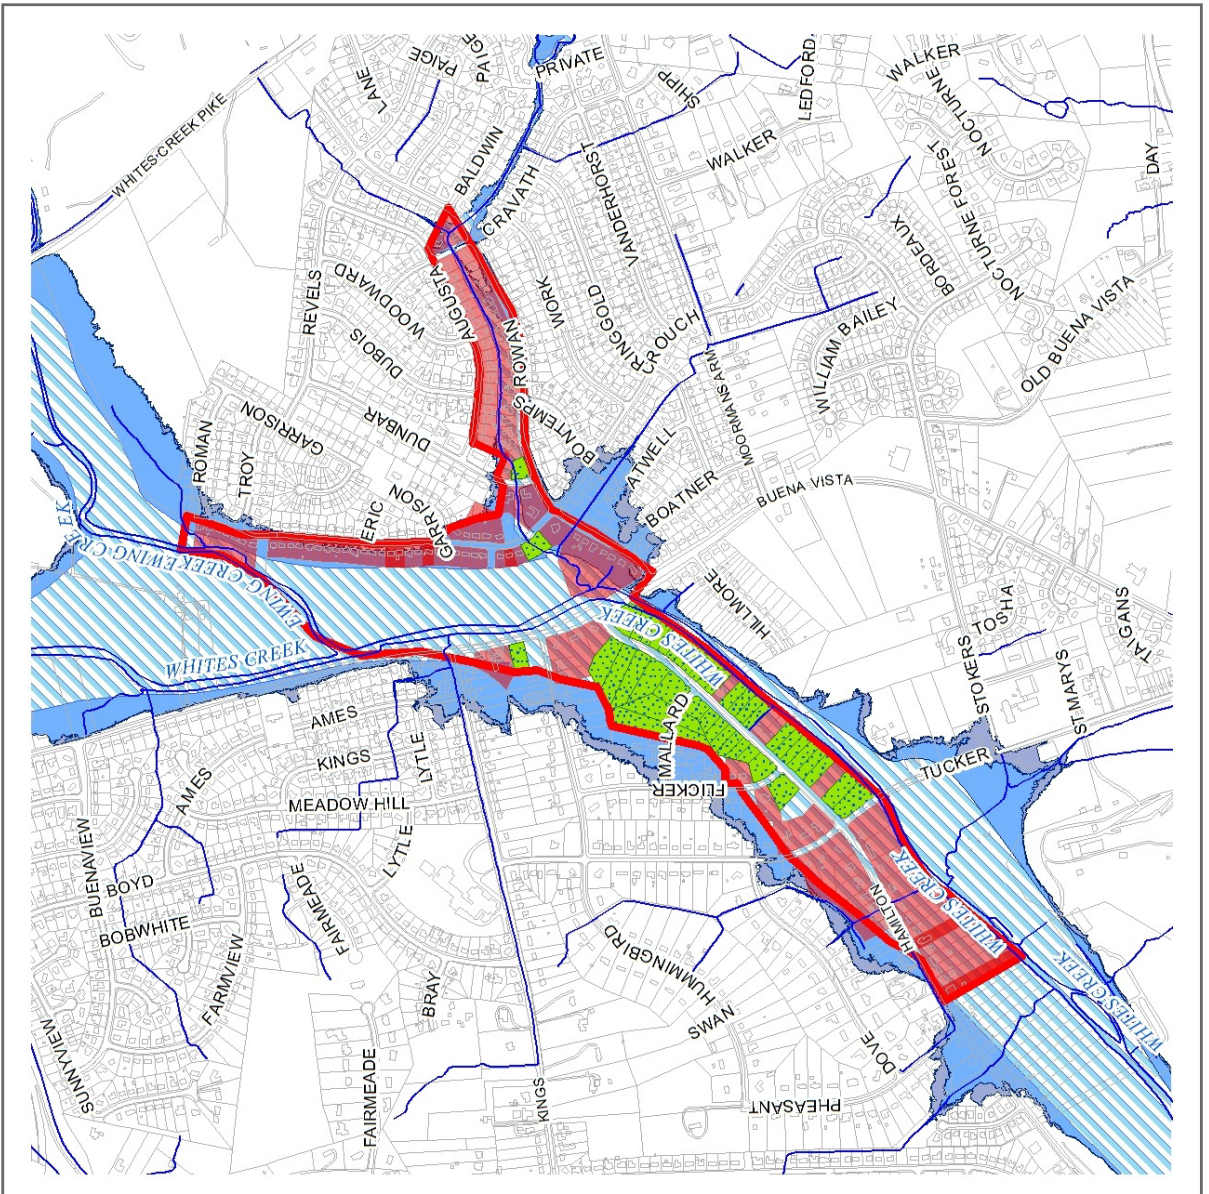 PAIGE
PAIGE
PRIVATE
LANE
SHIPP
LEDFORD
WALKER
WHITES CREEK PIKE
BALDWIN
WALKER
NOCTURNE
DAY
CRAVATH
VANDERHORST
NOCTURNE FOREST
BORDEAUX
REVELS
WOODWARD
AUGUSTA
WORK
NOCTURNE
OLD BUENA VISTA
DUBOIS
ROWAN
RINGGOLD
CROUCH
WILLIAM BAILEY
GARRISON
DUNBAR
BONTEMPS
MOORMANS ARM
ROMAN
TROY
ATWELL
BOATNER
BUENA VISTA
ERIC
GARRISON
EWING CREEK
EWING CREEK
WHITES CREEK
WHITES CREEK
HILLMORE
TOSHA
TAIGANS
STOKERS
ST MARYS
AMES
KINGS
LYTLE
MALLARD
FLICKER
TUCKER
AMES
MEADOW HILL
LYTLE
BUENAVIEW
BOYD
BOBWHITE
FAIRMEADE
WHITES CREEK
HAMILTON
WHITES CREEK
FARMVIEW
BRAY
HUMMINGBIRD
SWAN
WHITES CREEK
SUNNYVIEW
FAIRMEADE
KINGS
DOVE
PHEASANT